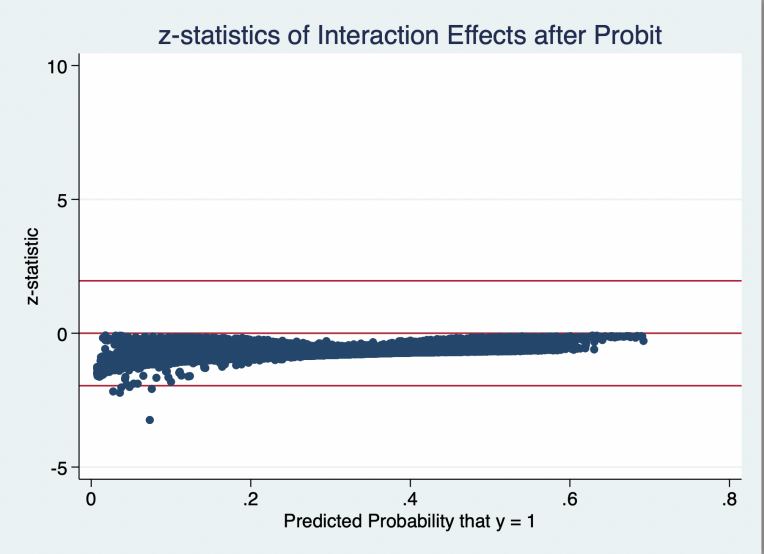 z-statistics of Interaction Effects after Probit
10
5
0
-5
z-statistic
0 .2 .4 .6 .8
Predicted Probability that y = 1